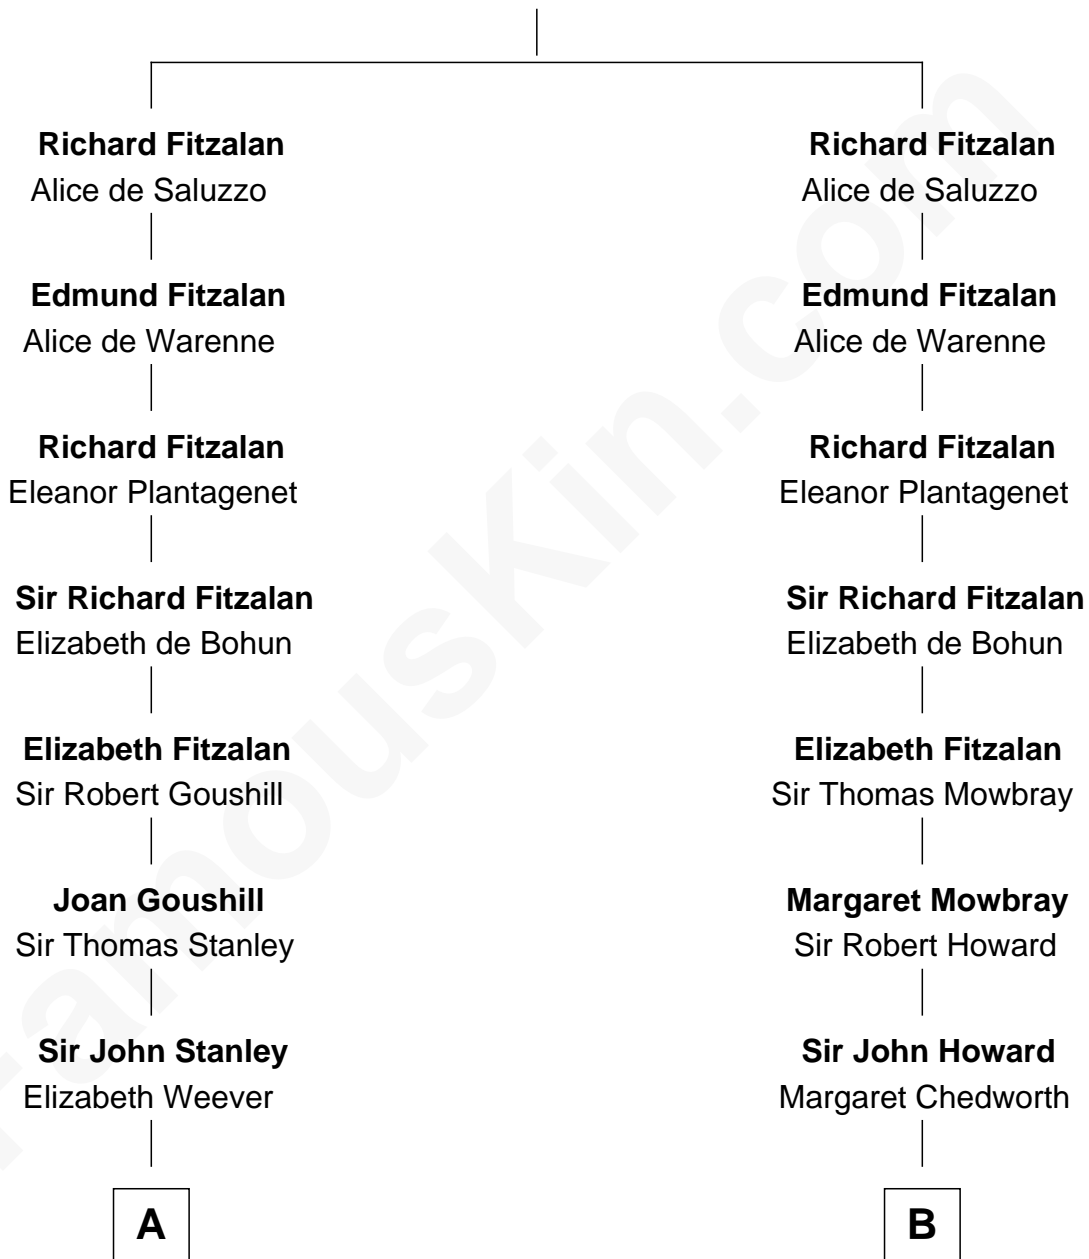 Richard Fitzalan
Alice de Saluzzo
Edmund Fitzalan
Alice de Warenne
Richard Fitzalan
Eleanor Plantagenet
Sir Richard Fitzalan
Elizabeth de Bohun
Elizabeth Fitzalan
Sir Robert Goushill
Joan Goushill
Sir Thomas Stanley
Sir John Stanley
Elizabeth Weever
A
Richard Fitzalan
Alice de Saluzzo
Edmund Fitzalan
Alice de Warenne
Richard Fitzalan
Eleanor Plantagenet
Sir Richard Fitzalan
Elizabeth de Bohun
Elizabeth Fitzalan
Sir Thomas Mowbray
Margaret Mowbray
Sir Robert Howard
Sir John Howard
Margaret Chedworth
B
FamousKin.com